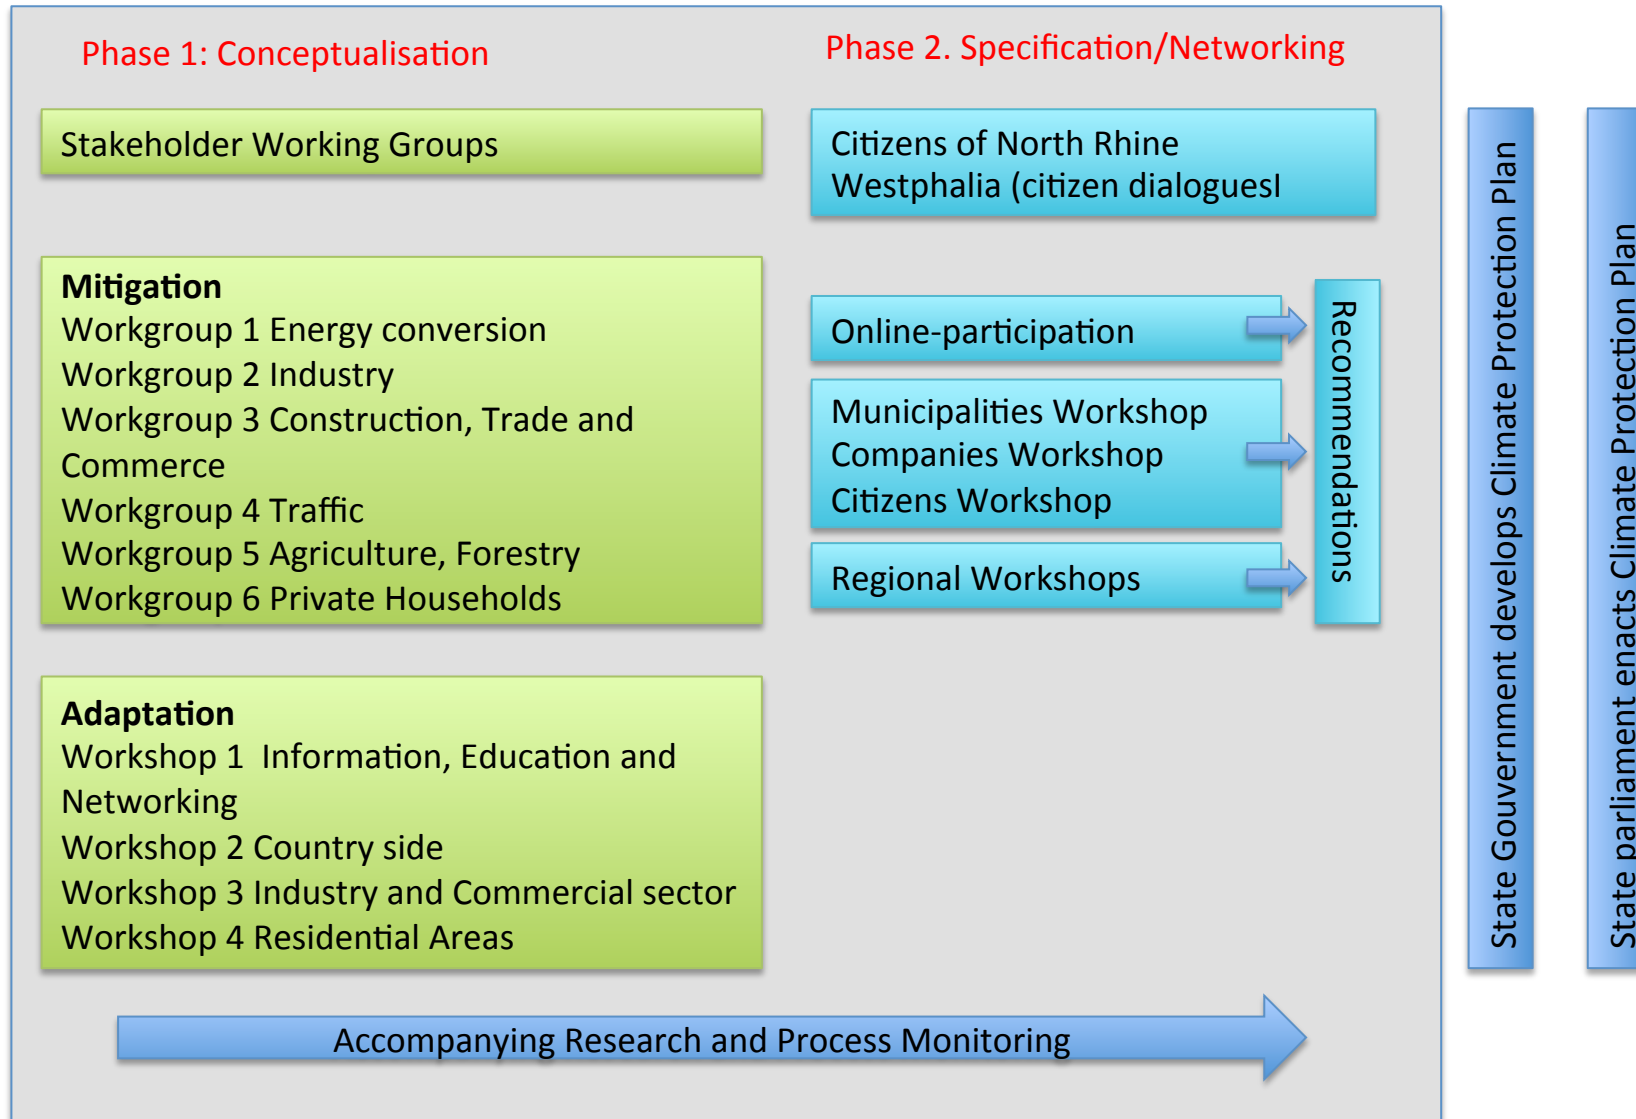 Phase 1: Conceptualisation
Stakeholder Working Groups
Mitigation
Workgroup 1 Energy conversion
Workgroup 2 Industry
Workgroup 3 Construction, Trade and
Commerce
Workgroup 4 Traffic
Workgroup 5 Agriculture, Forestry
Workgroup 6 Private Households
Adaptation
Workshop 1 Information, Education and
Networking
Workshop 2 Country side
Workshop 3 Industry and Commercial sector
Workshop 4 Residential Areas
Phase 2. Specification/Networking
Citizens of North Rhine
Westphalia (citizen dialoguesI
Online-participation
Municipalities Workshop
Companies Workshop
Citizens Workshop
Regional Workshops
Recommendations
Accompanying Research and Process Monitoring
State Gouvernment develops Climate Protection Plan
State parliament enacts Climate Protection Plan